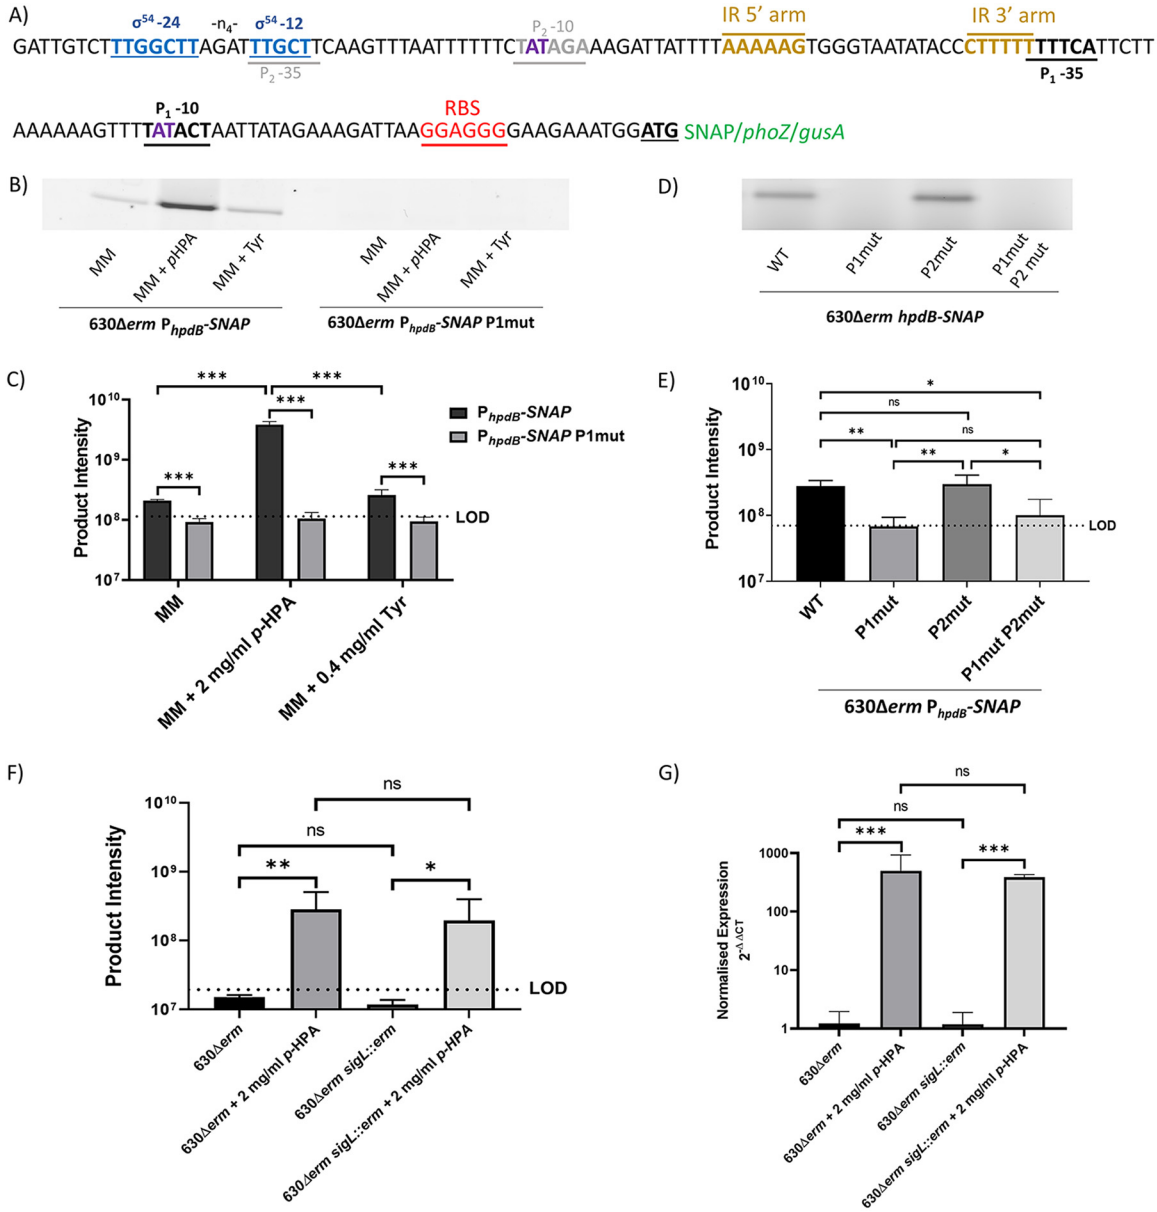 A)
σ54 -24 -n4- σ54 -12 P2 -10 IR 5' arm IR 3' arm
GATTGTCTTTGGCTTAGATTTGCTTCAAGTTTAATTTTTTCTATAGAAAGATTATTTTAAAAAGTGGGTAATATACCCTTTTTTTTCATTCTT
P2 -35 P1 -35
P1 -10 RBS
AAAAAAGTTTTATACTAATTATAGAAAGATTAAGGAGGGGAAGAAATGGATG SNAP/phoZ/gusA
B)
MM
MM + pHPA
MM + Tyr
MM
MM + pHPA
MM + Tyr
630Δerm PhpdB-SNAP 630Δerm PhpdB-SNAP P1mut
D)
WT
P1mut
P2mut
P1mut
P2 mut
630Δerm hpdB-SNAP
C)
Product Intensity
10^10
10^9
10^8
10^7
*** ***
***
***
***
LOD
PhpdB-SNAP
PhpdB-SNAP P1mut
MM
MM + 2 mg/ml p-HPA
MM + 0.4 mg/ml Tyr
E)
Product Intensity
10^10
10^9
10^8
10^7
*
ns
** ns
** *
LOD
WT
P1mut
P2mut
P1mut P2mut
630Δerm PhpdB-SNAP
F)
Product Intensity
10^10
10^9
10^8
10^7
ns
ns
** *
LOD
630Δerm
630Δerm + 2 mg/ml p-HPA
630Δerm sigL::erm
630Δerm sigL::erm + 2 mg/ml p-HPA
G)
Normalised Expression
2-Δ ΔCT
1000
100
10
1
ns
ns
*** ***
630Δerm
630Δerm + 2 mg/ml p-HPA
630Δerm sigL::erm
630Δerm sigL::erm + 2 mg/ml p-HPA